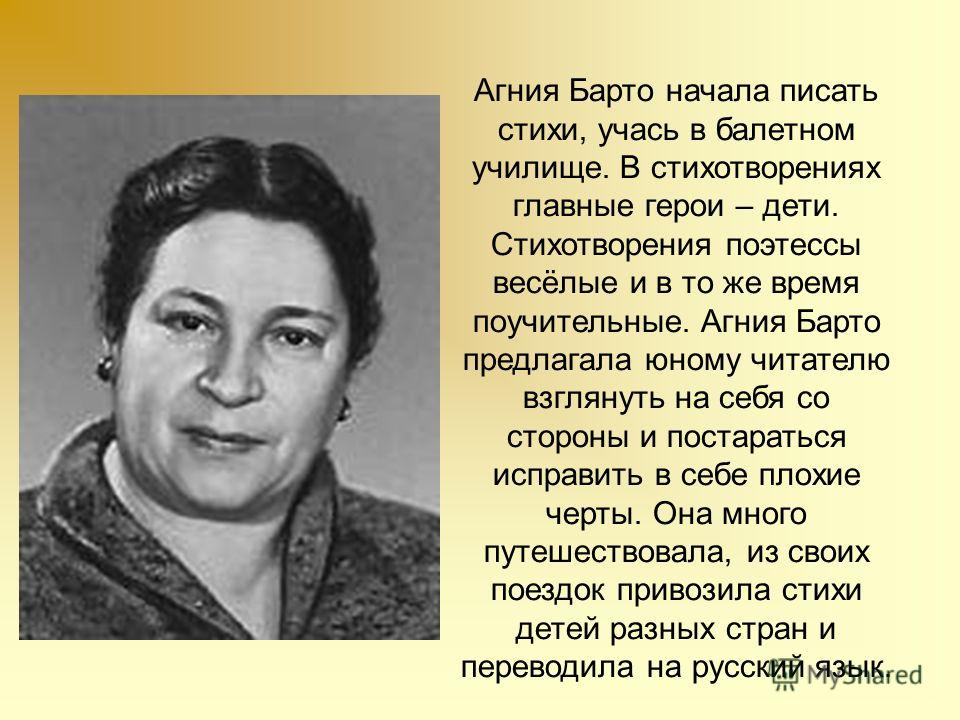 Агния Барто начала писать
стихи, учась в балетном
училище. В стихотворениях
главные герои – дети.
Стихотворения поэтессы
весёлые и в то же время
поучительные. Агния Барто
предлагала юному читателю
взглянуть на себя со
стороны и постараться
исправить в себе плохие
черты. Она много
путешествовала, из своих
поездок привозила стихи
детей разных стран и
переводила на русский язык.
MyShared